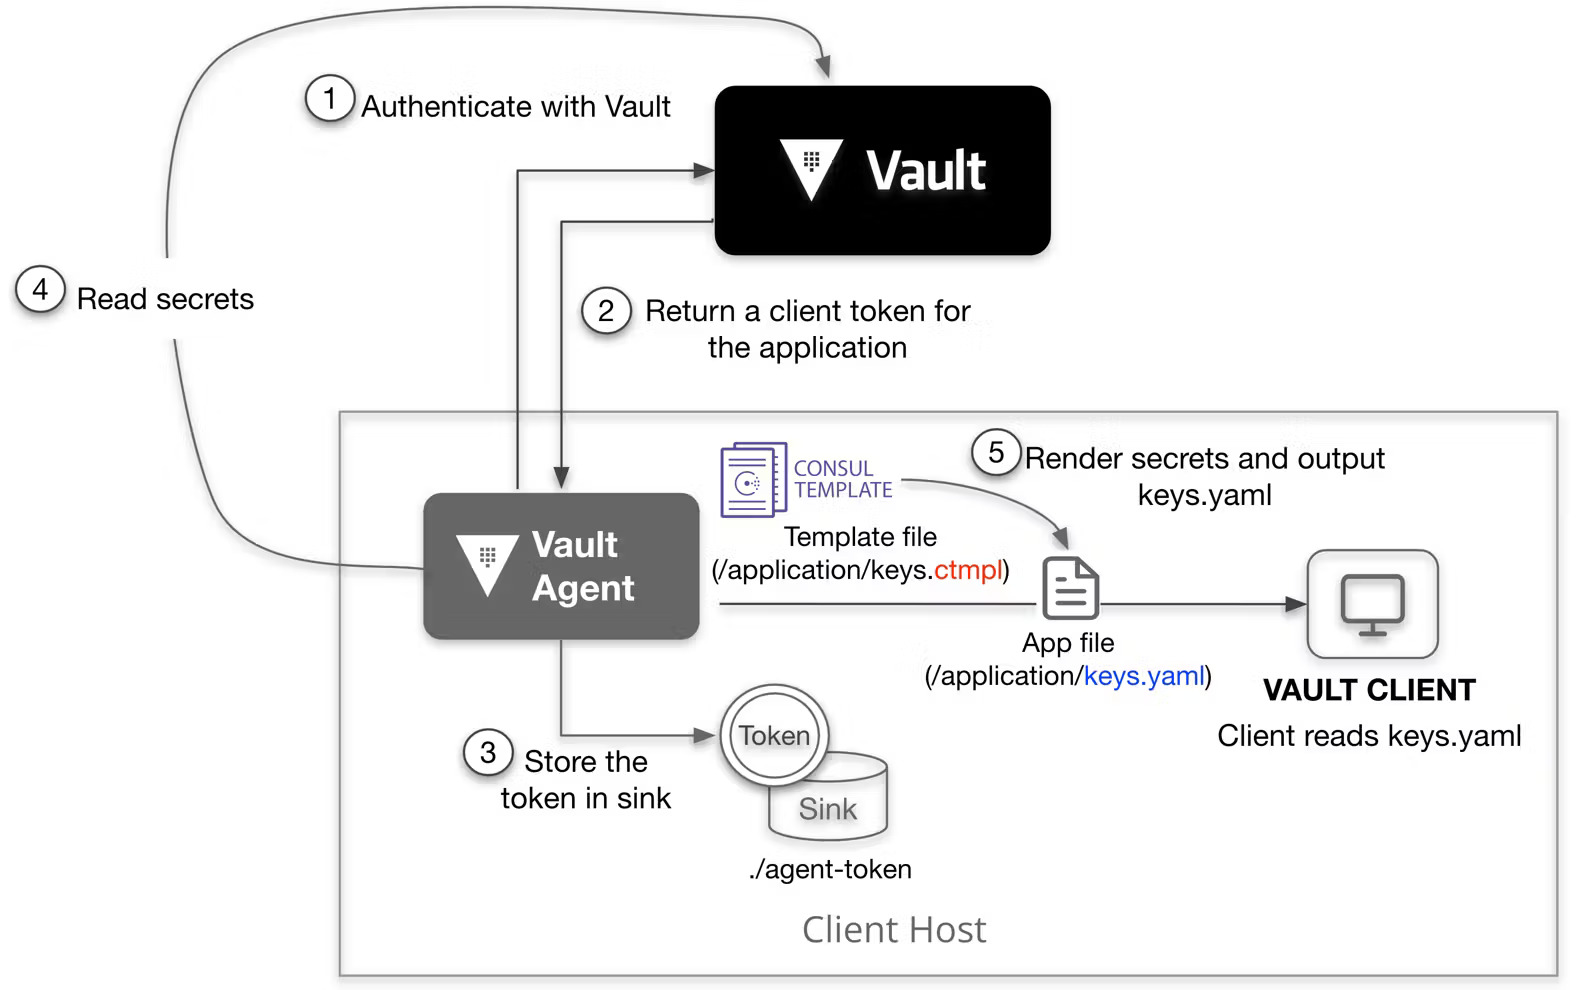 1 Authenticate with Vault
Vault
4 Read secrets
2 Return a client token for
the application
5 Render secrets and output
keys.yaml
CONSUL
TEMPLATE
Template file
(/application/keys.ctmpl)
Vault
Agent
App file
(/application/keys.yaml)
VAULT CLIENT
Client reads keys.yaml
3 Store the
token in sink
Token
Sink
./agent-token
Client Host